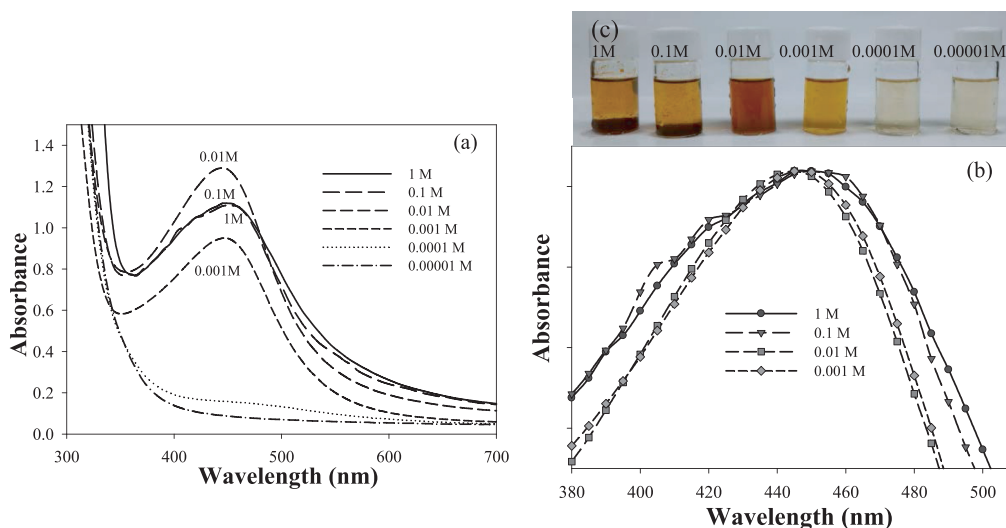 (c)
1M 0.1M 0.01M 0.001M 0.0001M 0.00001M
(a)
1.4
1.2
1.0
0.8
0.6
0.4
0.2
0.0
Absorbance
0.01M
0.1M
1M
0.001M
1 M
0.1 M
0.01 M
0.001 M
0.0001 M
0.00001 M
300 400 500 600 700
Wavelength (nm)
(b)
Absorbance
1 M
0.1 M
0.01 M
0.001 M
380 400 420 440 460 480 500
Wavelength (nm)